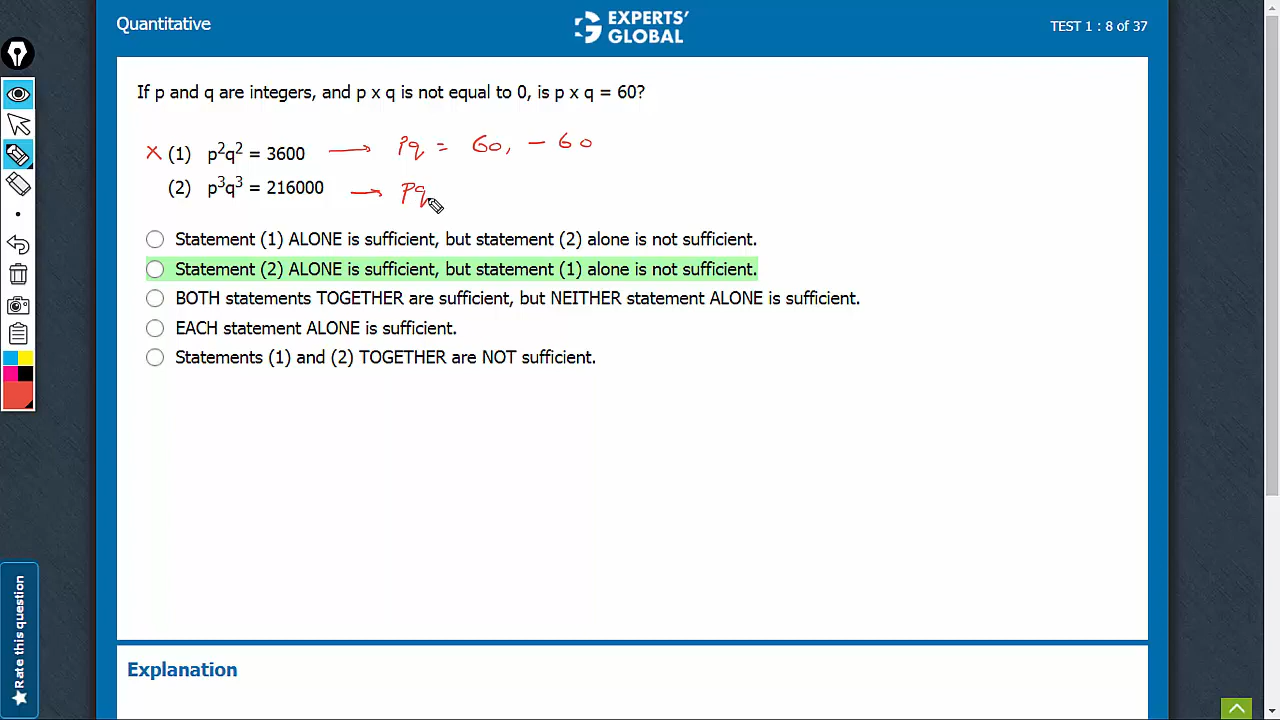 Quantitative
EXPERTS'
GLOBAL
TEST 1 : 8 of 37
If p and q are integers, and p x q is not equal to 0, is p x q = 60?
x (1) p²q² = 3600 → Pq = 60, - 60
(2) p³q³ = 216000 → Pq
Statement (1) ALONE is sufficient, but statement (2) alone is not sufficient.
Statement (2) ALONE is sufficient, but statement (1) alone is not sufficient.
BOTH statements TOGETHER are sufficient, but NEITHER statement ALONE is sufficient.
EACH statement ALONE is sufficient.
Statements (1) and (2) TOGETHER are NOT sufficient.
Rate this question
Explanation